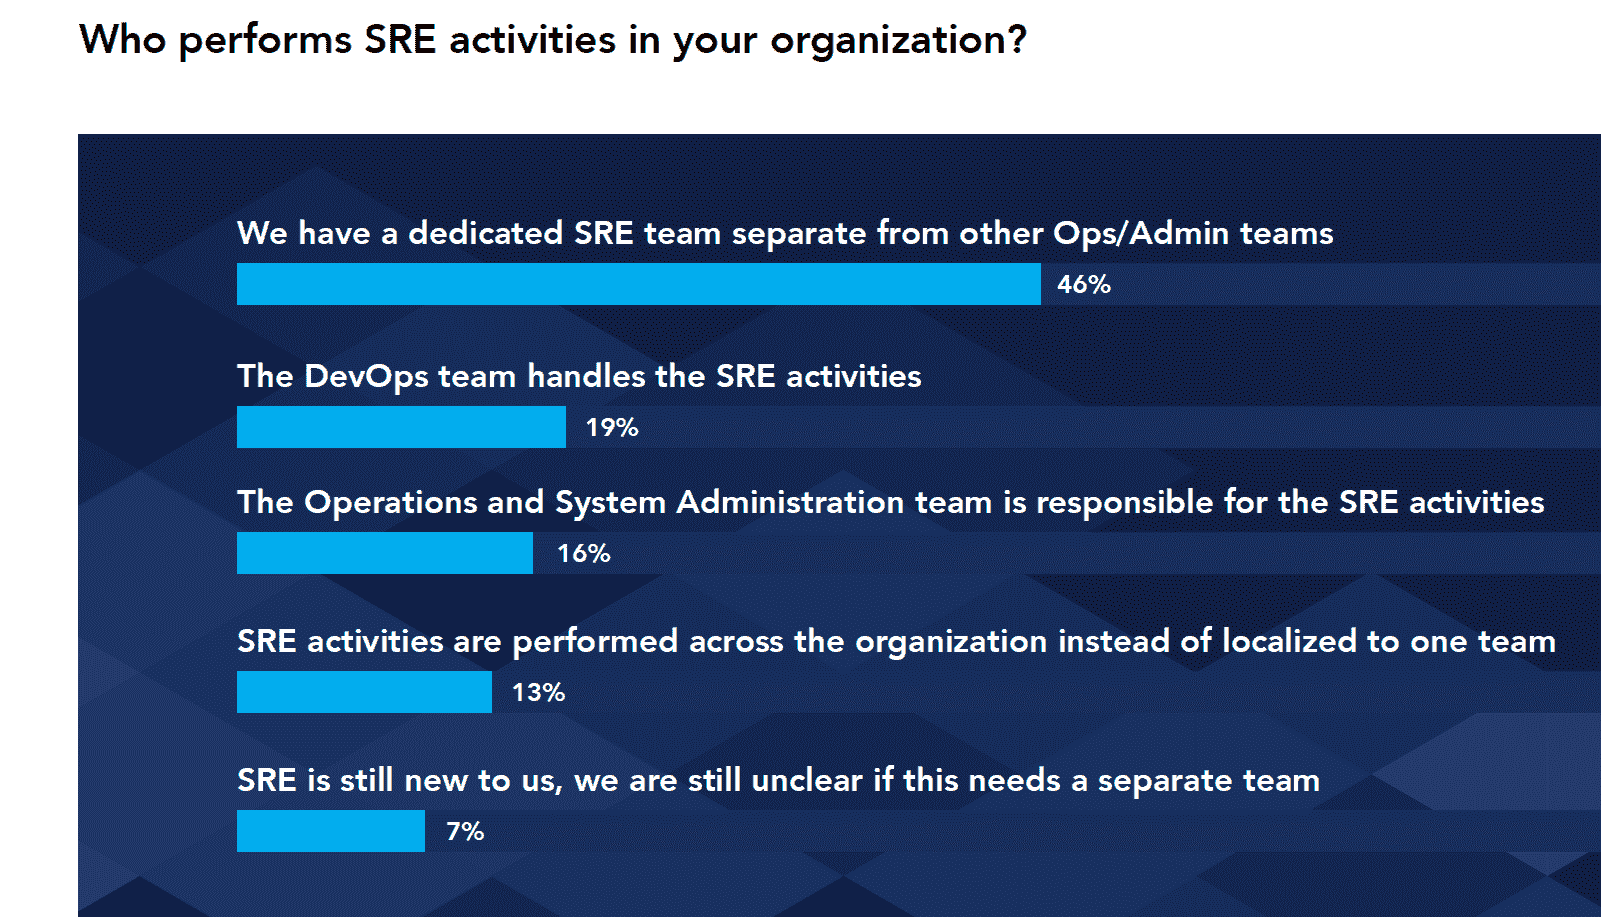 Who performs SRE activities in your organization?
We have a dedicated SRE team separate from other Ops/Admin teams
46%
The DevOps team handles the SRE activities
19%
The Operations and System Administration team is responsible for the SRE activities
16%
SRE activities are performed across the organization instead of localized to one team
13%
SRE is still new to us, we are still unclear if this needs a separate team
7%